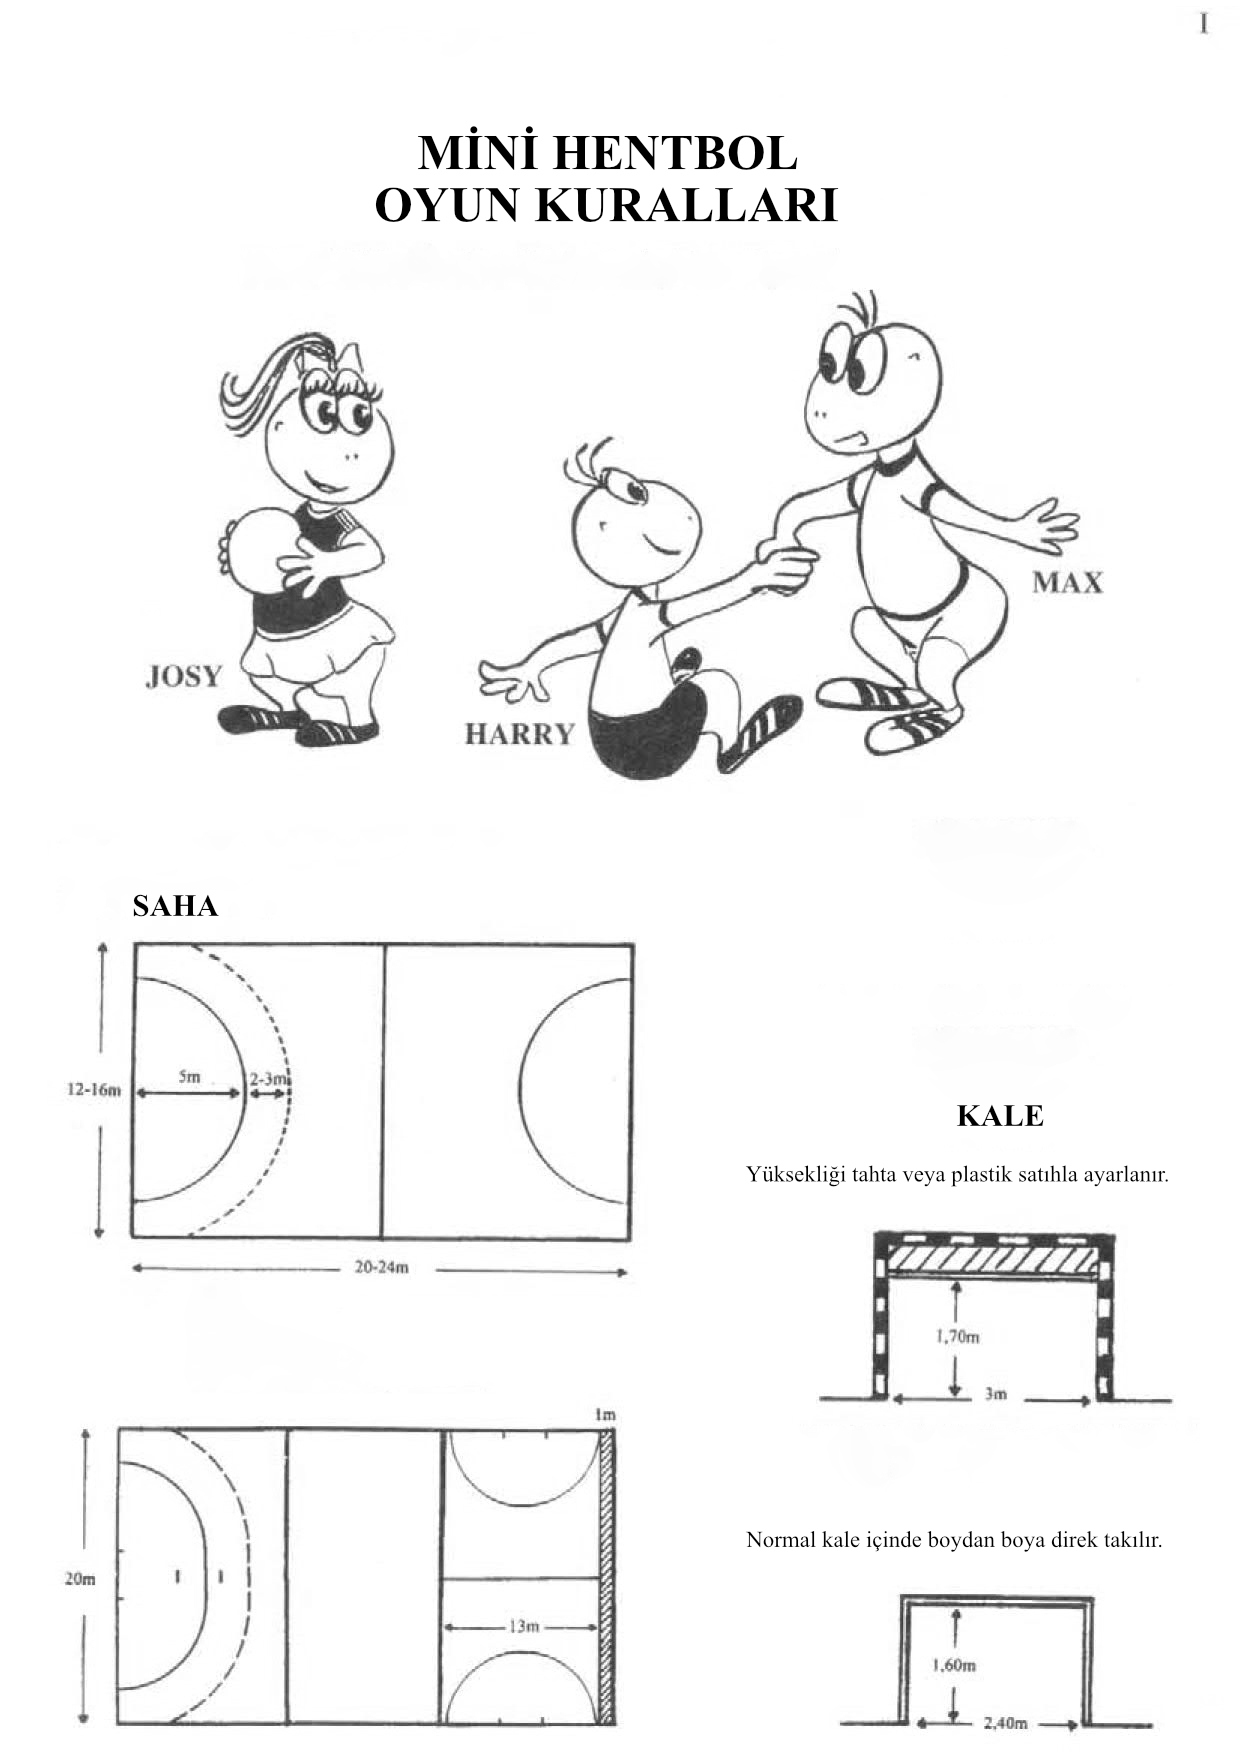 I
MİNİ HENTBOL
OYUN KURALLARI
MAX
JOSY
HARRY
SAHA
12-16m
5m
2-3m
20-24m
KALE
Yüksekliği tahta veya plastik satıhla ayarlanır.
1,70m
3m
1m
20m
13m
Normal kale içinde boydan boya direk takılır.
1,60m
2,40m